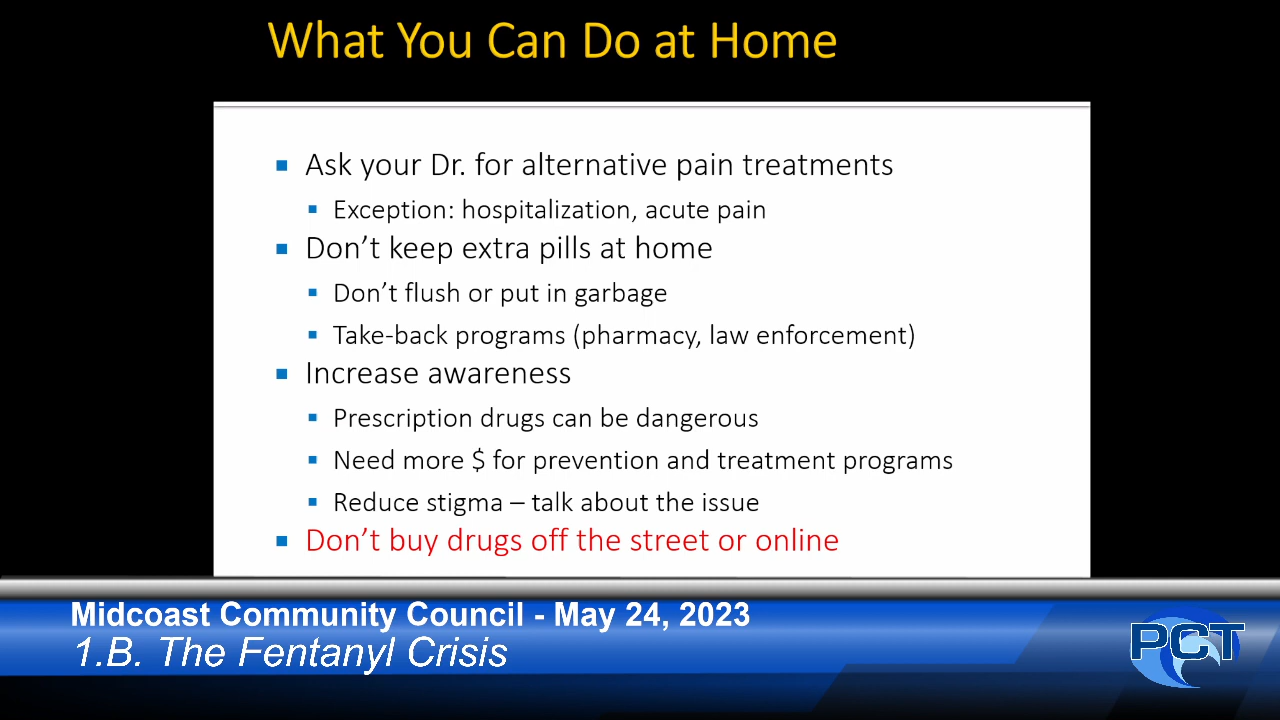 What You Can Do at Home
Ask your Dr. for alternative pain treatments
Exception: hospitalization, acute pain
Don’t keep extra pills at home
Don’t flush or put in garbage
Take-back programs (pharmacy, law enforcement)
Increase awareness
Prescription drugs can be dangerous
Need more $ for prevention and treatment programs
Reduce stigma – talk about the issue
Don’t buy drugs off the street or online
Midcoast Community Council - May 24, 2023
1.B. The Fentanyl Crisis
PCT